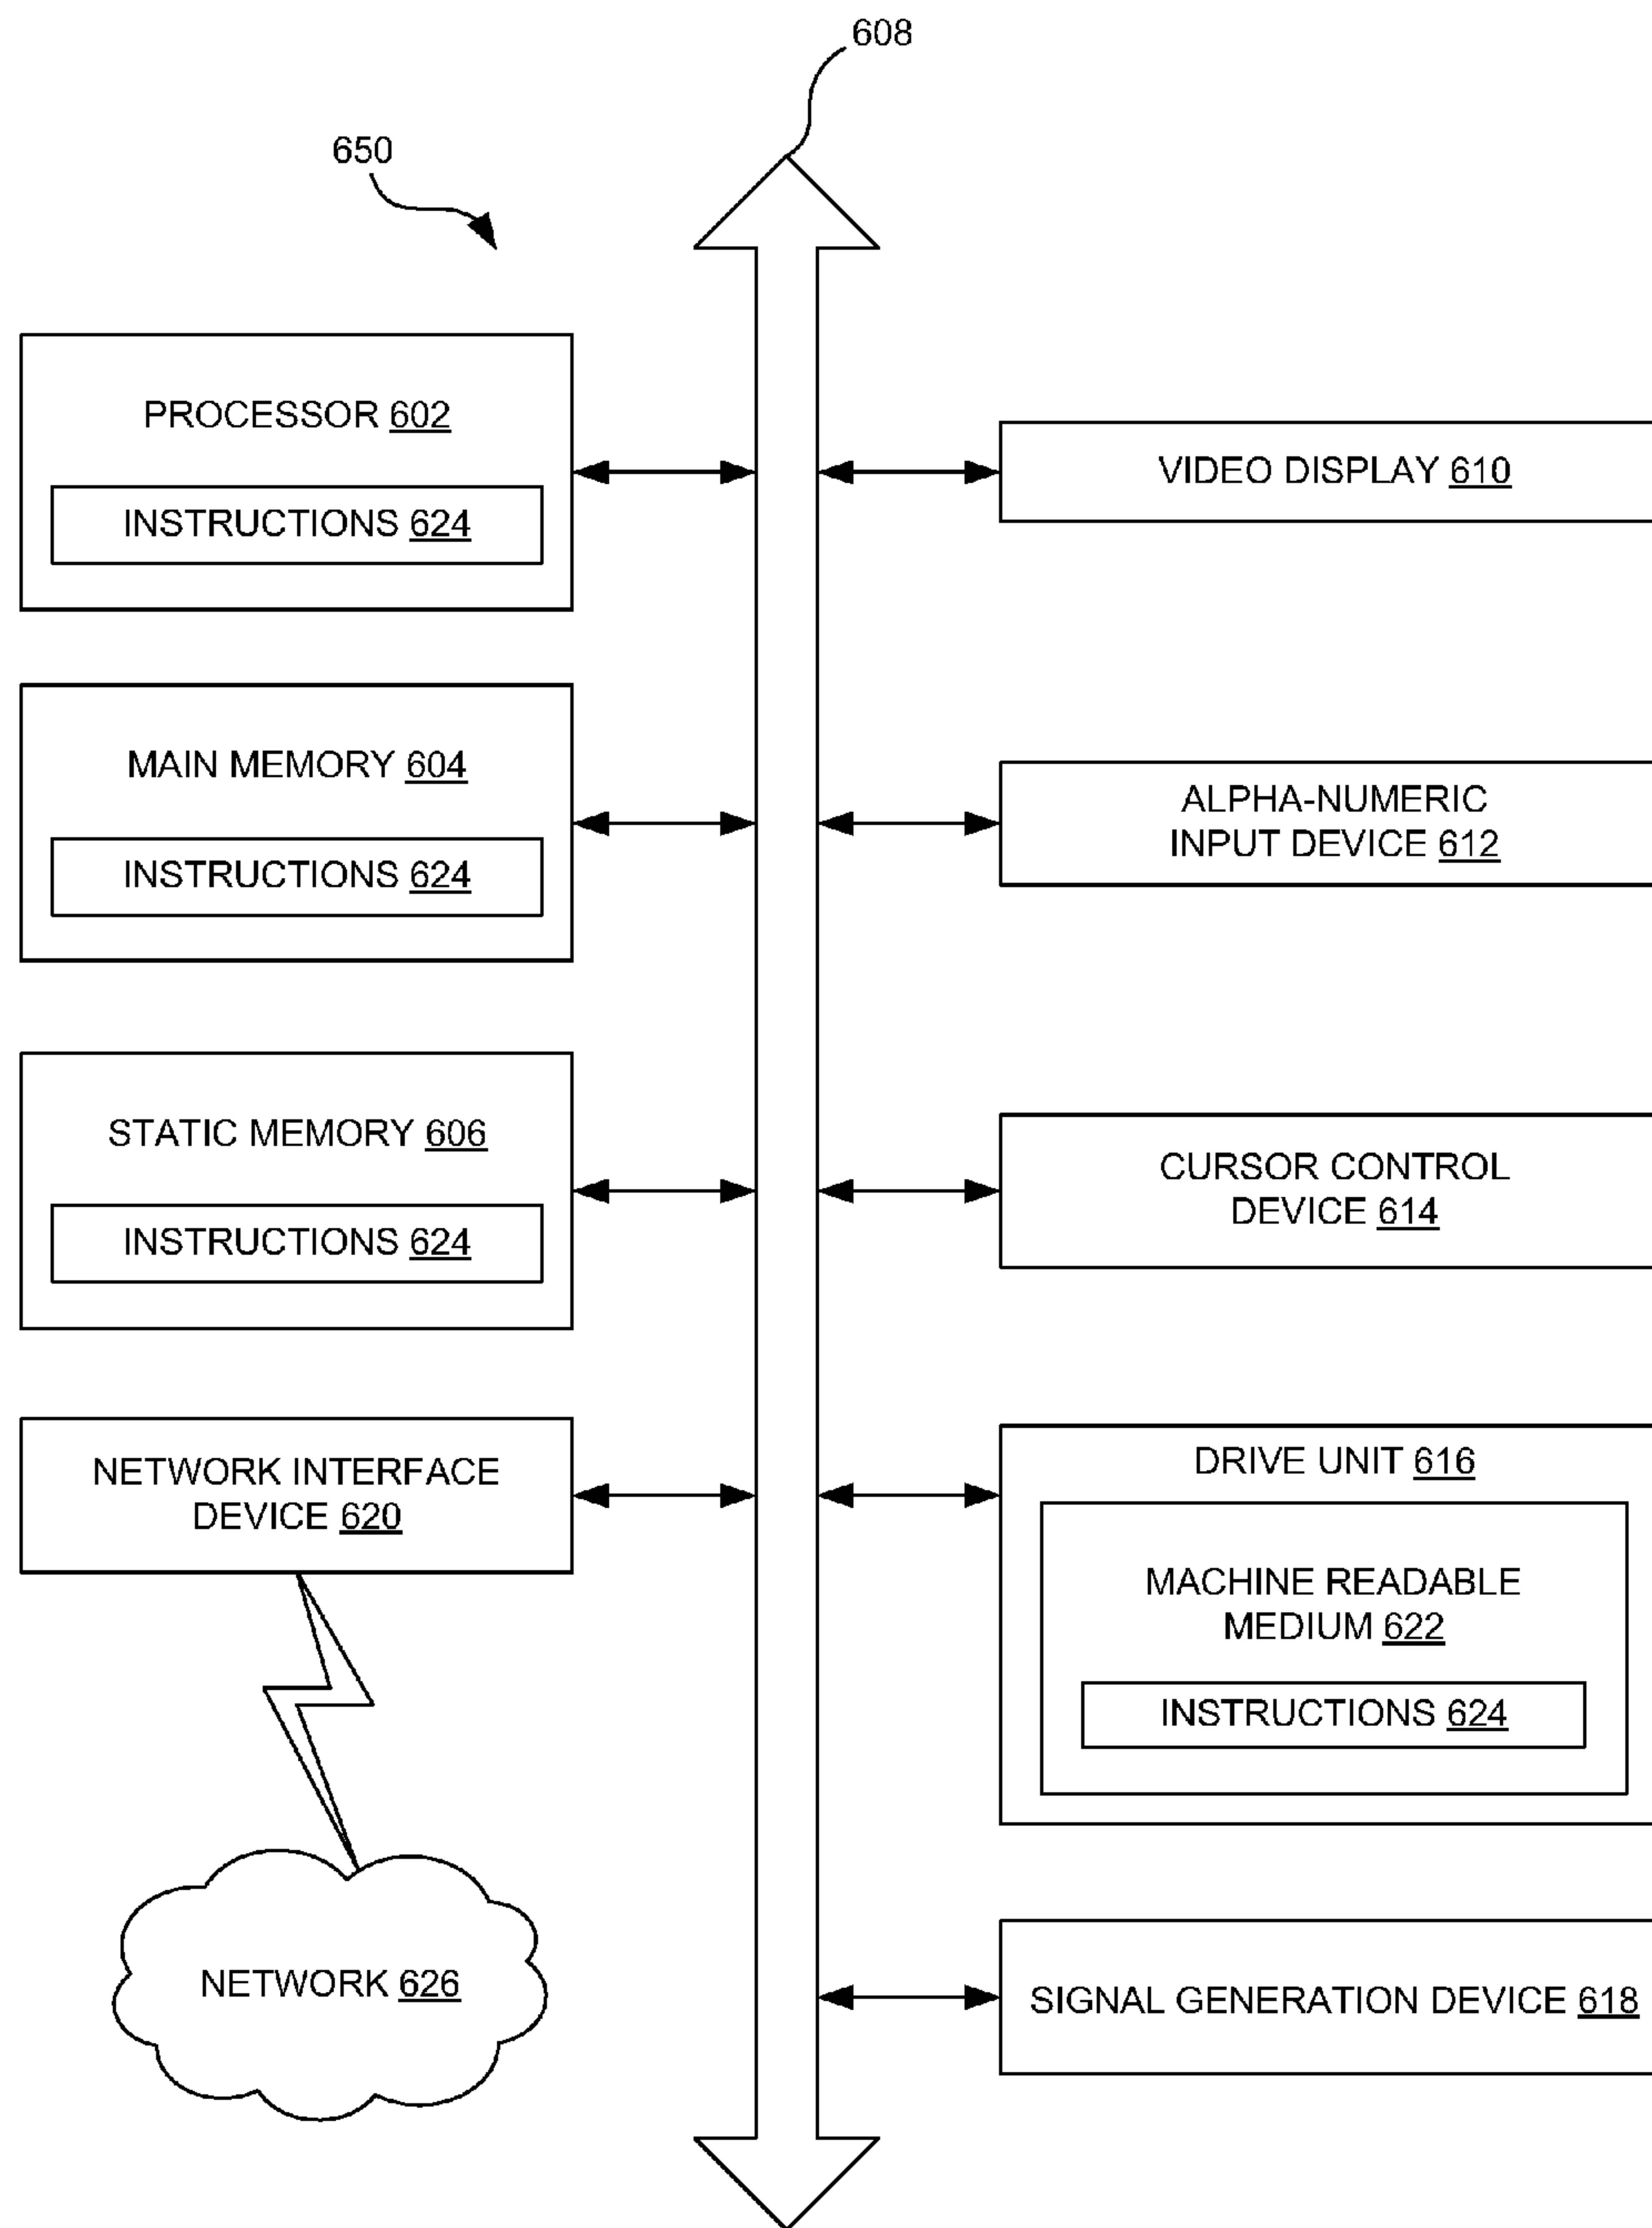 608
650
PROCESSOR 602
INSTRUCTIONS 624
MAIN MEMORY 604
INSTRUCTIONS 624
STATIC MEMORY 606
INSTRUCTIONS 624
NETWORK INTERFACE
DEVICE 620
NETWORK 626
VIDEO DISPLAY 610
ALPHA-NUMERIC
INPUT DEVICE 612
CURSOR CONTROL
DEVICE 614
DRIVE UNIT 616
MACHINE READABLE
MEDIUM 622
INSTRUCTIONS 624
SIGNAL GENERATION DEVICE 618